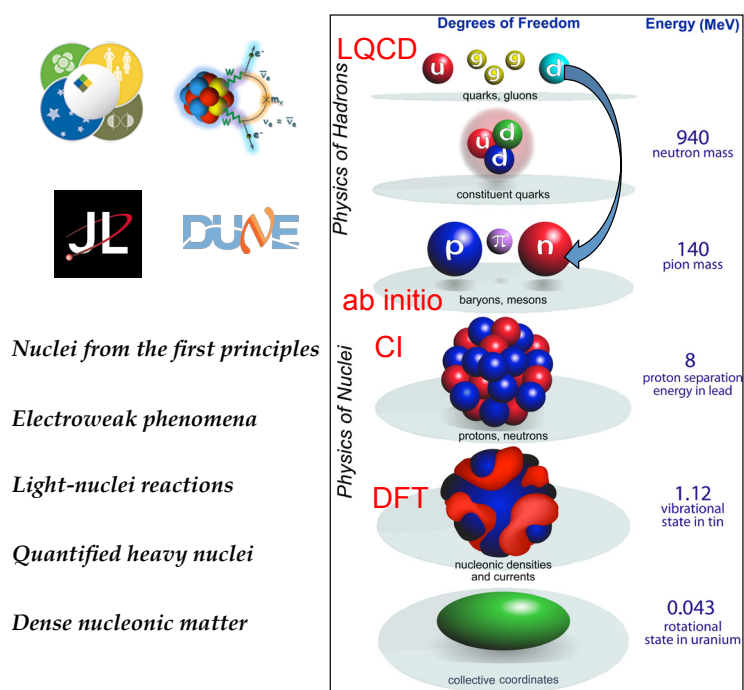 W
W
e-
ν̄e
mν
νe = ν̄e
e-
JL
DUNE
Nuclei from the first principles
Electroweak phenomena
Light-nuclei reactions
Quantified heavy nuclei
Dense nucleonic matter
Degrees of Freedom
Energy (MeV)
Physics of Hadrons
Physics of Nuclei
LQCD
u
g
g
g
g
d
quarks, gluons
u
d
d
constituent quarks
940
neutron mass
p
π
n
baryons, mesons
140
pion mass
ab initio
CI
protons, neutrons
8
proton separation
energy in lead
DFT
nucleonic densities
and currents
1.12
vibrational
state in tin
collective coordinates
0.043
rotational
state in uranium